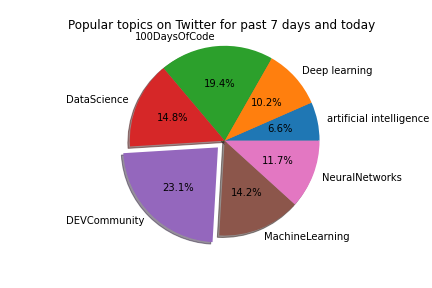 Popular topics on Twitter for past 7 days and today
100DaysOfCode
19.4%
Deep learning
10.2%
DataScience
14.8%
artificial intelligence
6.6%
11.7%
NeuralNetworks
23.1%
14.2%
DEVCommunity
MachineLearning